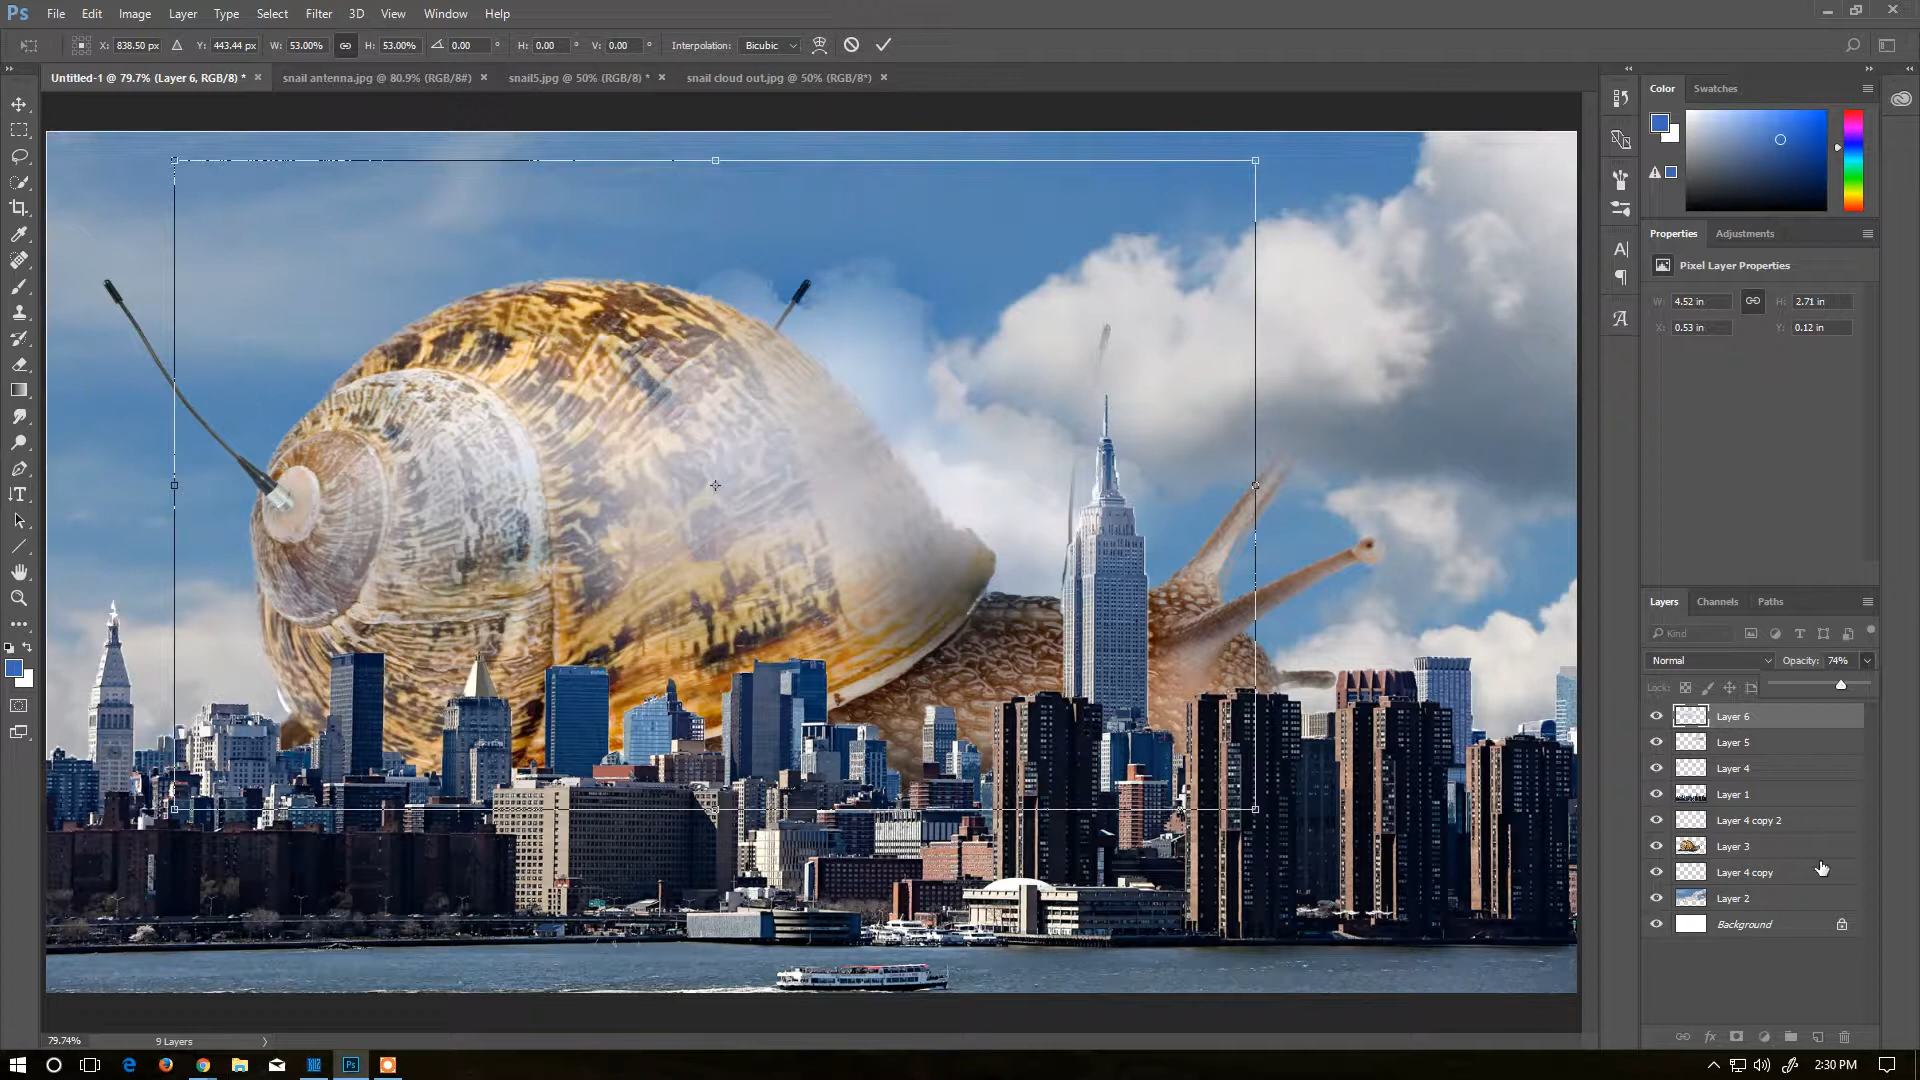 Ps File Edit Image Layer Type Select Filter 3D View Window Help
X: 838.50 px Y: 443.44 px W: 53.00% H: 53.00% 0.00 ° H: 0.00 ° V: 0.00 ° Interpolation: Bicubic
Untitled-1 @ 79.7% (Layer 6, RGB/8) * × snail antenna.jpg @ 80.9% (RGB/8#) × snail5.jpg @ 50% (RGB/8) * × snail cloud out.jpg @ 50% (RGB/8*) ×
Color Swatches
Properties Adjustments
Pixel Layer Properties
W: 4.52 in H: 2.71 in
X: 0.53 in Y: 0.12 in
Layers Channels Paths
Kind
Normal Opacity: 74%
Lock:
Layer 6
Layer 5
Layer 4
Layer 1
Layer 4 copy 2
Layer 3
Layer 4 copy
Layer 2
Background
79.74% 9 Layers
2:30 PM